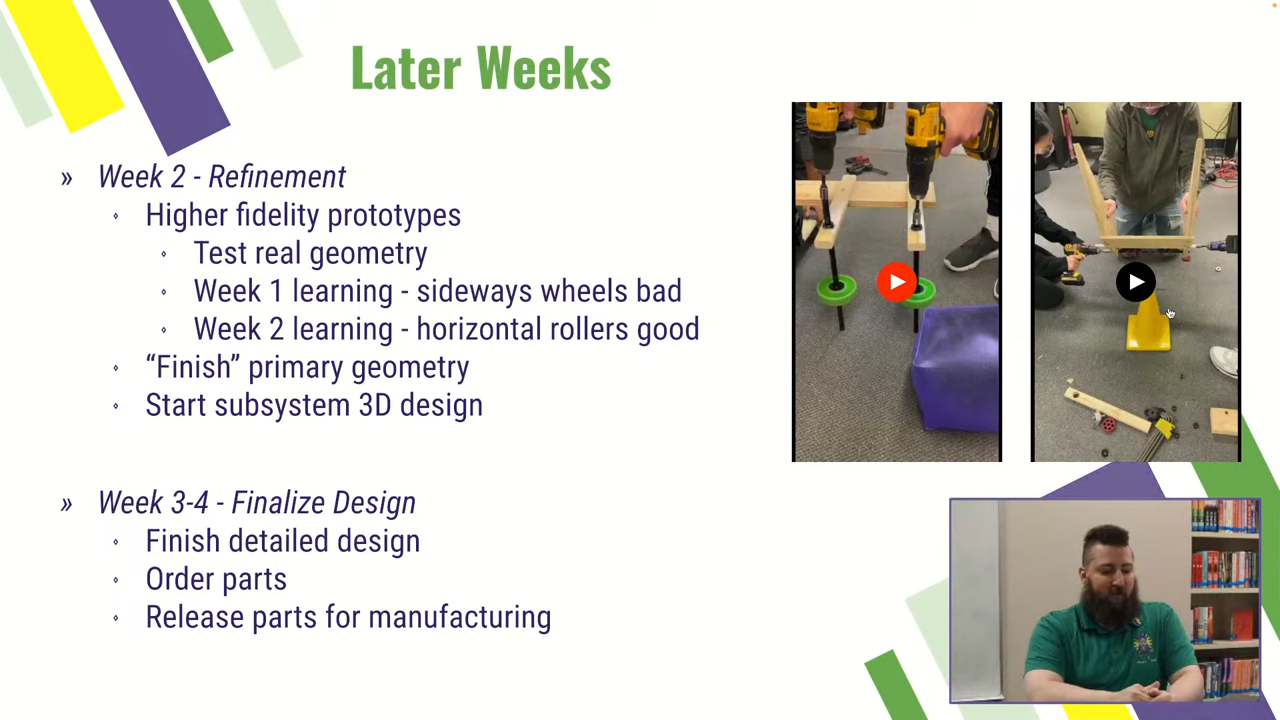 Later Weeks
» Week 2 - Refinement
Higher fidelity prototypes
Test real geometry
Week 1 learning - sideways wheels bad
Week 2 learning - horizontal rollers good
“Finish” primary geometry
Start subsystem 3D design
» Week 3-4 - Finalize Design
Finish detailed design
Order parts
Release parts for manufacturing